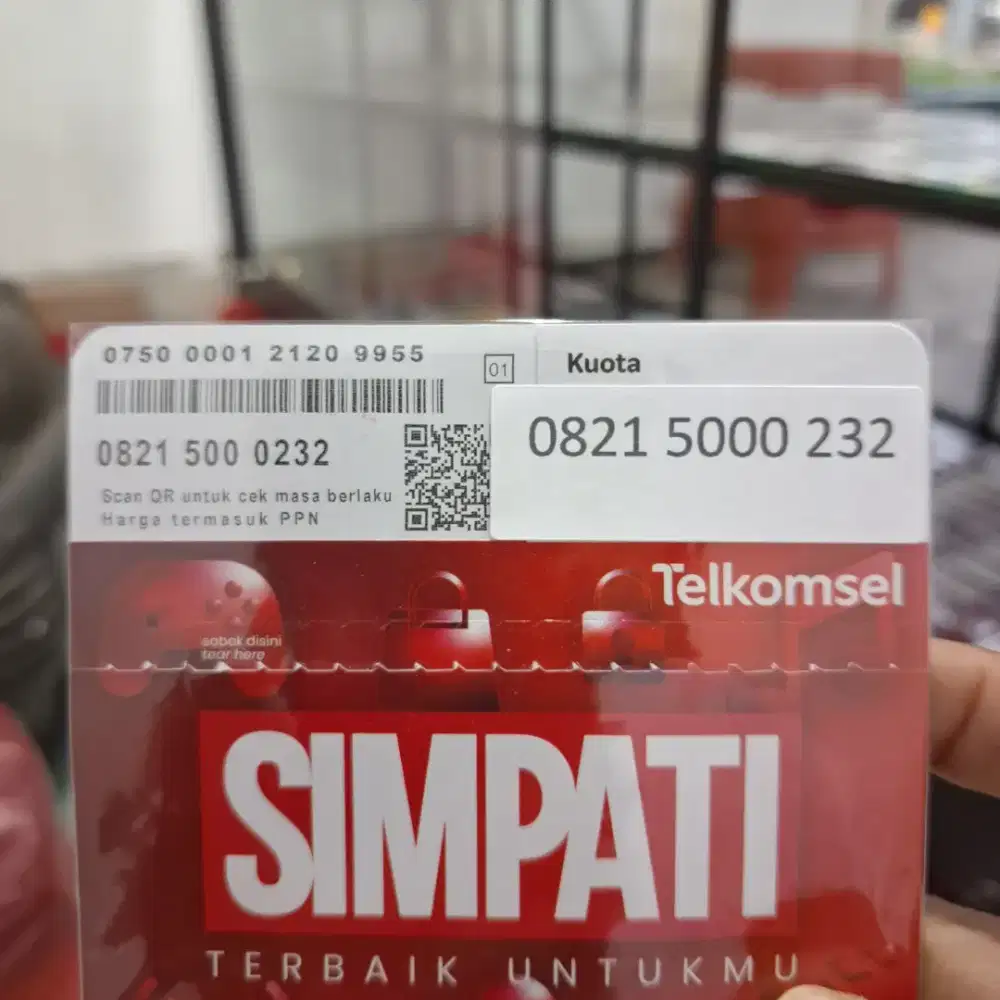 0750 0001 2120 9955
01
Kuota
0821 500 0232
0821 5000 232
Scan QR untuk cek masa berlaku
Harga termasuk PPN
Telkomsel
sobek disini
tear here
SIMPATI
TERBAIK UNTUKMU